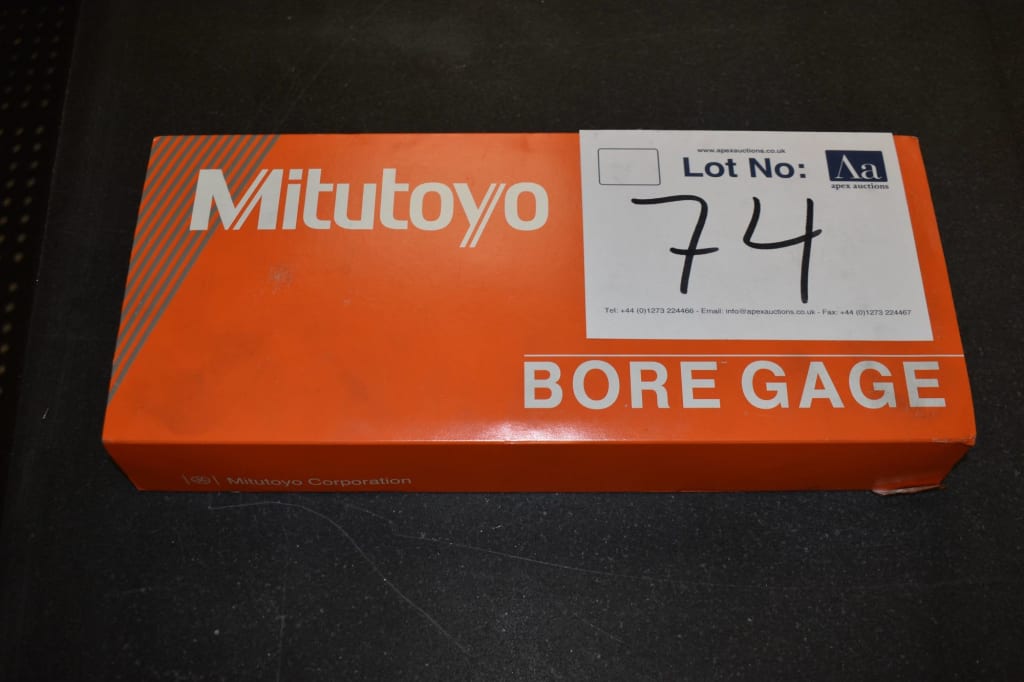 Mitutoyo
www.apexauctions.co.uk
Lot No:
Aa
apex auctions
74
Tel: +44 (0)1273 224466 - Email: info@apexauctions.co.uk - Fax: +44 (0)1273 224467
BORE GAGE
Mitutoyo Corporation